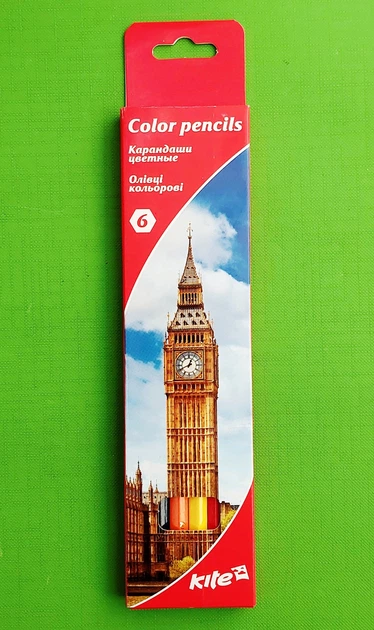 Color pencils
Карандаши
цветные
Олівці
кольорові
6
Kite